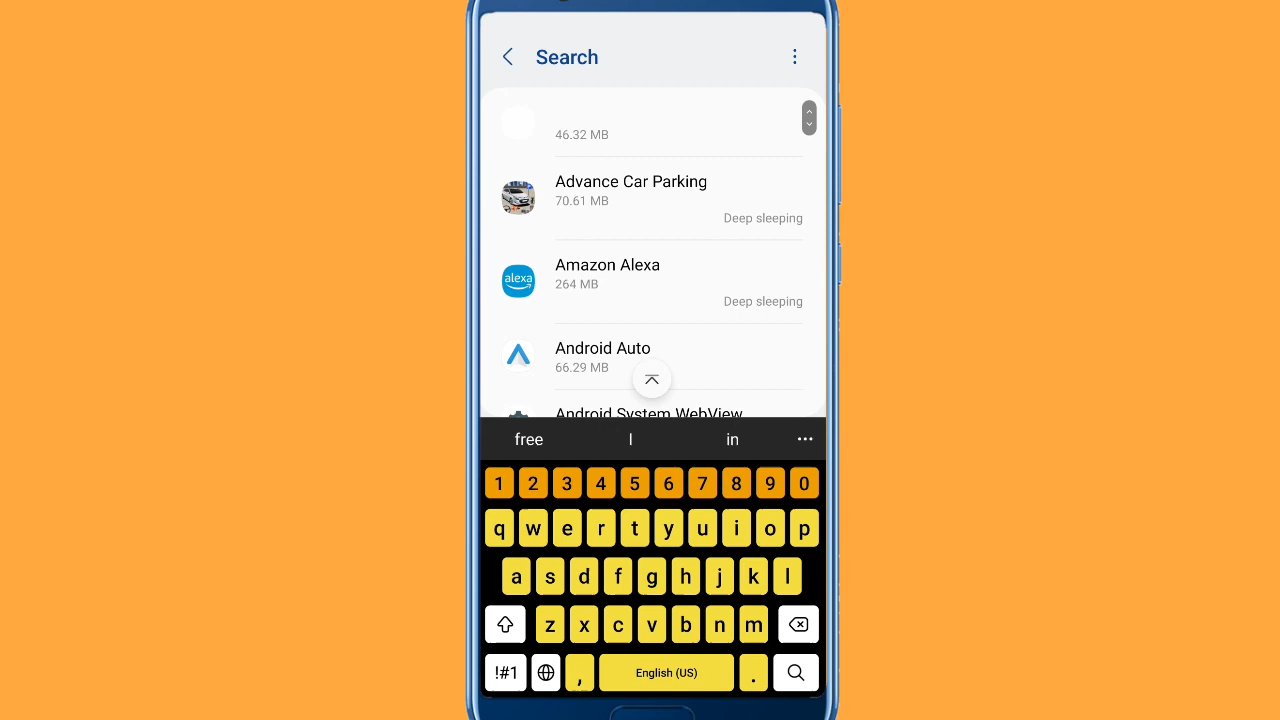 Search
46.32 MB
Advance Car Parking
70.61 MB
Deep sleeping
alexa
Amazon Alexa
264 MB
Deep sleeping
Android Auto
66.29 MB
Android System WebView
free I in
1 2 3 4 5 6 7 8 9 0
q w e r t y u i o p
a s d f g h j k l
z x c v b n m
!#1 , English (US) .